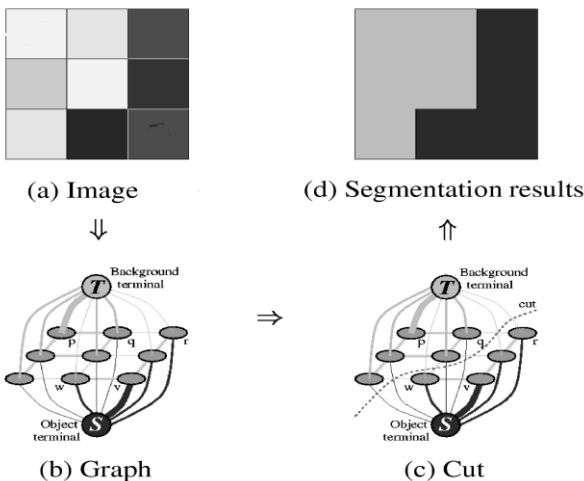 (a) Image
(d) Segmentation results
⇓
⇑
Background
terminal
T
p
q
r
w
v
Object
terminal
S
(b) Graph
⇒
Background
terminal
T
cut
p
q
r
w
v
Object
terminal
S
(c) Cut